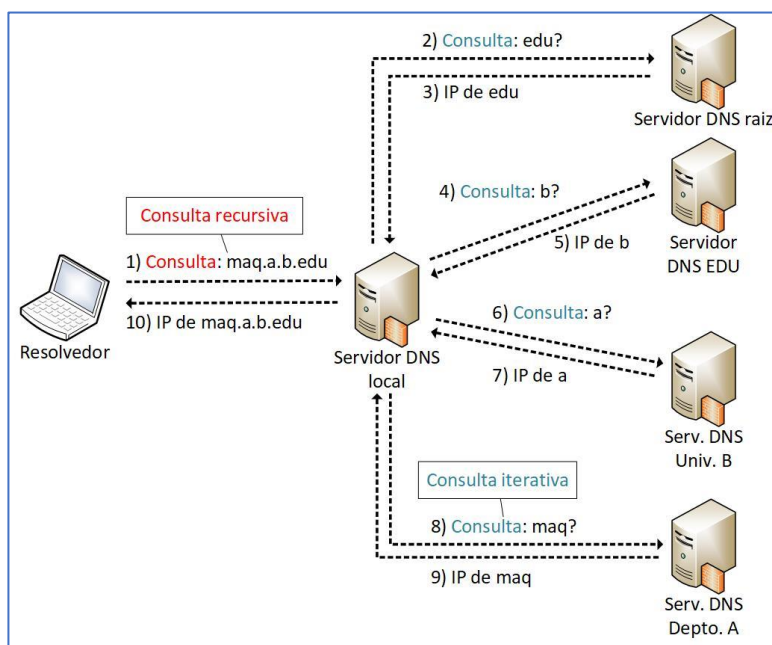 2) Consulta: edu?
3) IP de edu
Servidor DNS raiz
4) Consulta: b?
5) IP de b
Servidor
DNS EDU
Consulta recursiva
1) Consulta: maq.a.b.edu
10) IP de maq.a.b.edu
Resolvedor
Servidor DNS
local
6) Consulta: a?
7) IP de a
Serv. DNS
Univ. B
Consulta iterativa
8) Consulta: maq?
9) IP de maq
Serv. DNS
Depto. A